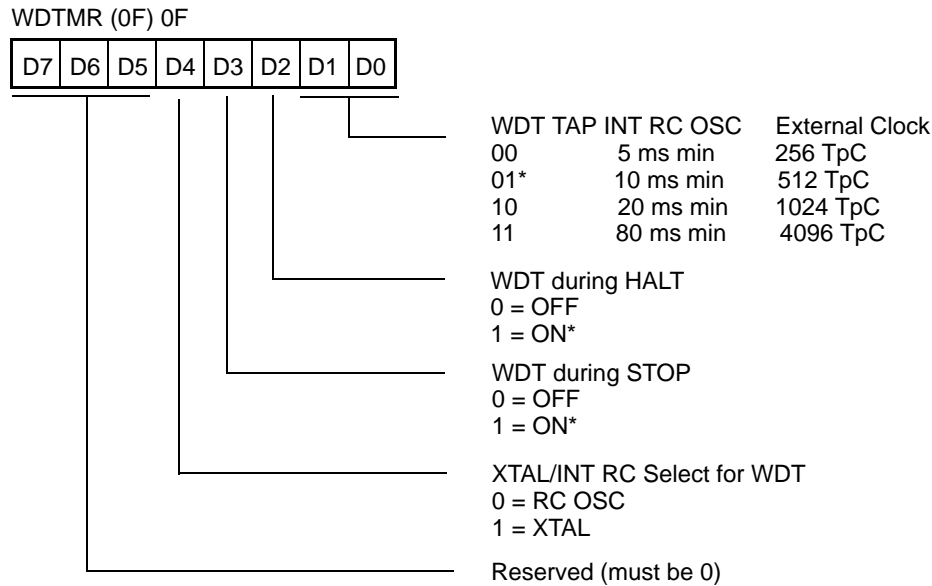 WDTMR (0F) 0F
D7 D6 D5 D4 D3 D2 D1 D0
WDT TAP INT RC OSC External Clock
00 5 ms min 256 TpC
01* 10 ms min 512 TpC
10 20 ms min 1024 TpC
11 80 ms min 4096 TpC
WDT during HALT
0 = OFF
1 = ON*
WDT during STOP
0 = OFF
1 = ON*
XTAL/INT RC Select for WDT
0 = RC OSC
1 = XTAL
Reserved (must be 0)